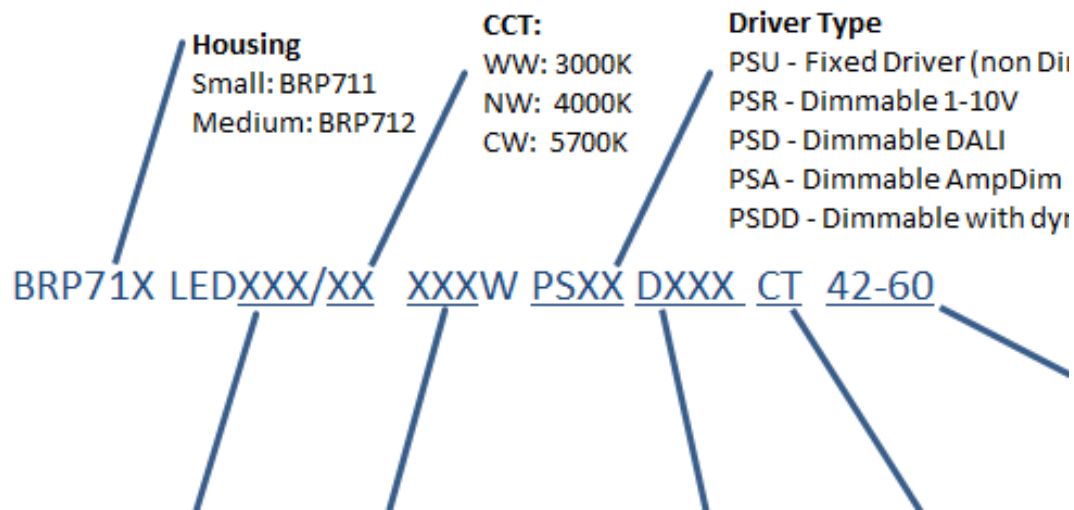 Housing
Small: BRP711
Medium: BRP712
CCT:
WW: 3000K
NW: 4000K
CW: 5700K
Driver Type
PSU - Fixed Driver (non
PSR - Dimmable 1-10V
PSD - Dimmable DALI
PSA - Dimmable AmpDim
PSDD - Dimmable with
BRP71X LEDXXX/XX XXXW PSXX DXXX CT 42-60